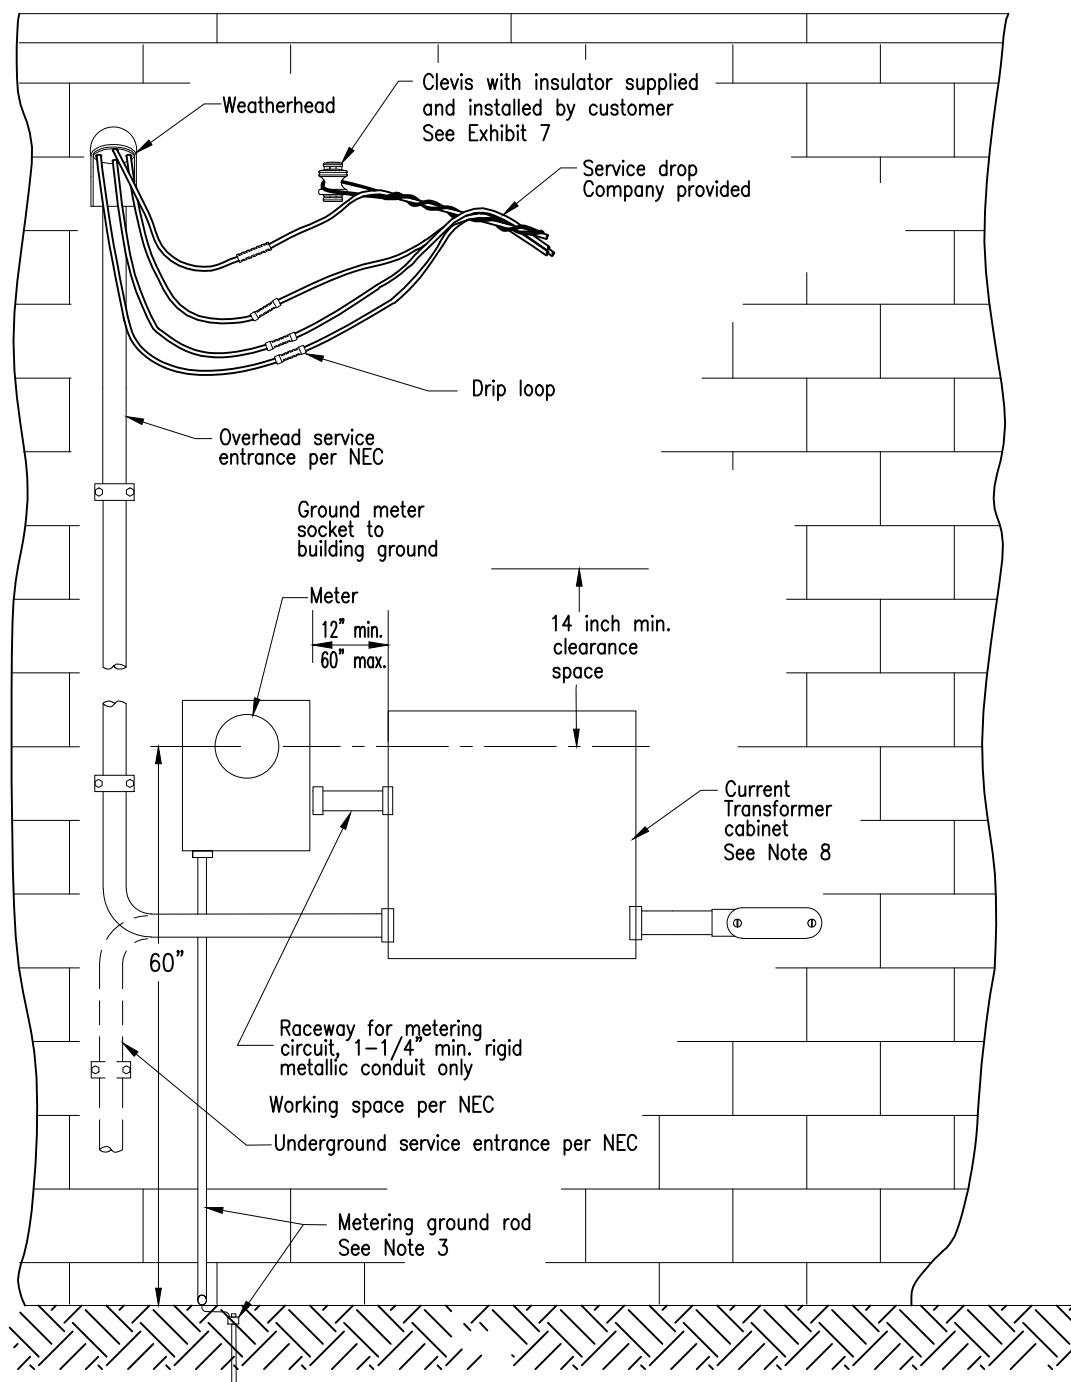 Clevis with insulator supplied
and installed by customer
See Exhibit 7
Weatherhead
Service drop
Company provided
Drip loop
Overhead service
entrance per NEC
Ground meter
socket to
building ground
Meter
12" min.
60" max.
14 inch min.
clearance
space
Current
Transformer
cabinet
See Note 8
60"
Raceway for metering
circuit, 1-1/4" min. rigid
metallic conduit only
Working space per NEC
Underground service entrance per NEC
Metering ground rod
See Note 3